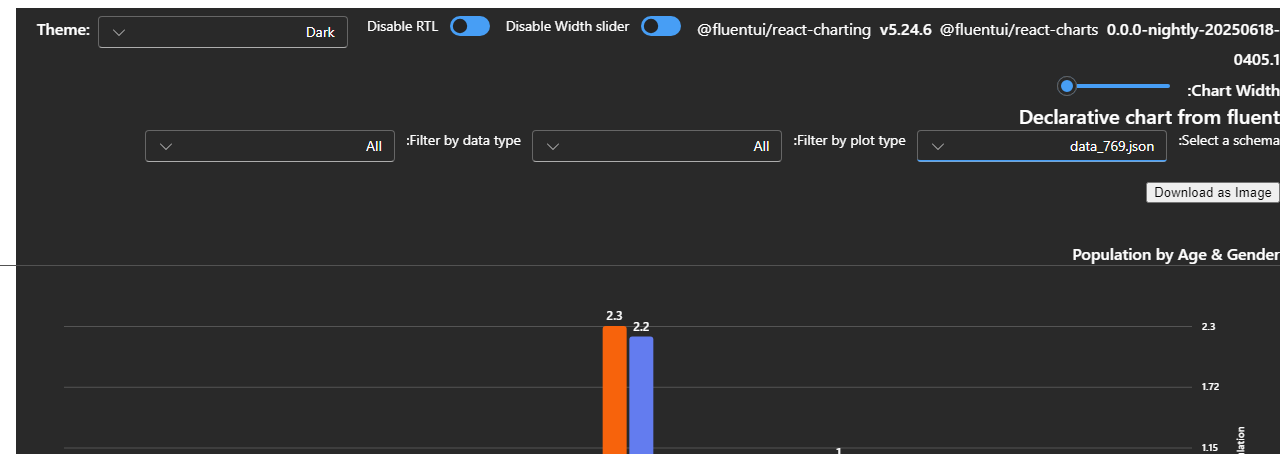 Theme: Dark Disable RTL Disable Width slider @fluentui/react-charting v5.24.6 @fluentui/react-charts 0.0.0-nightly-20250618-
0405.1
:Chart Width
Declarative chart from fluent
:Select a schema data_769.json :Filter by plot type All :Filter by data type All
Download as Image
Population by Age & Gender
2.3
2.2
2.3
1.72
1.15
1